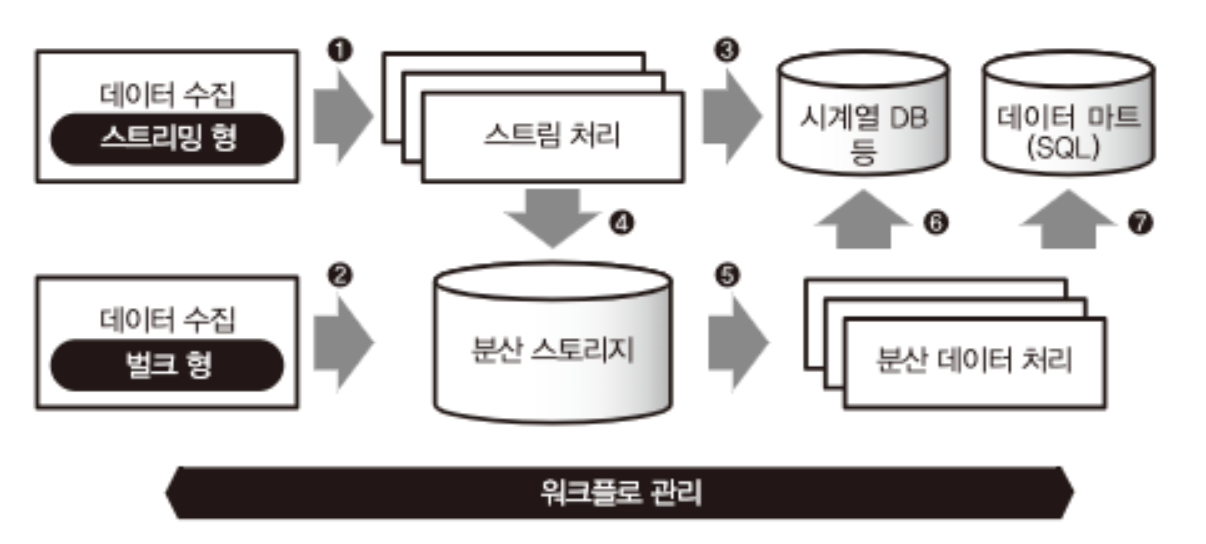 ❶
❸
데이터 수집
스트리밍 형
스트림 처리
시계열 DB
등
데이터 마트
(SQL)
❹
❻
❼
❷
❺
데이터 수집
벌크 형
분산 스토리지
분산 데이터 처리
워크플로 관리